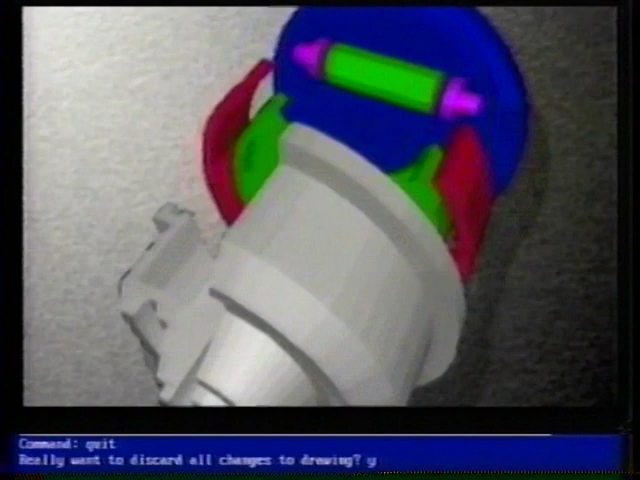 Command: quit
Really want to discard all changes to drawing? y